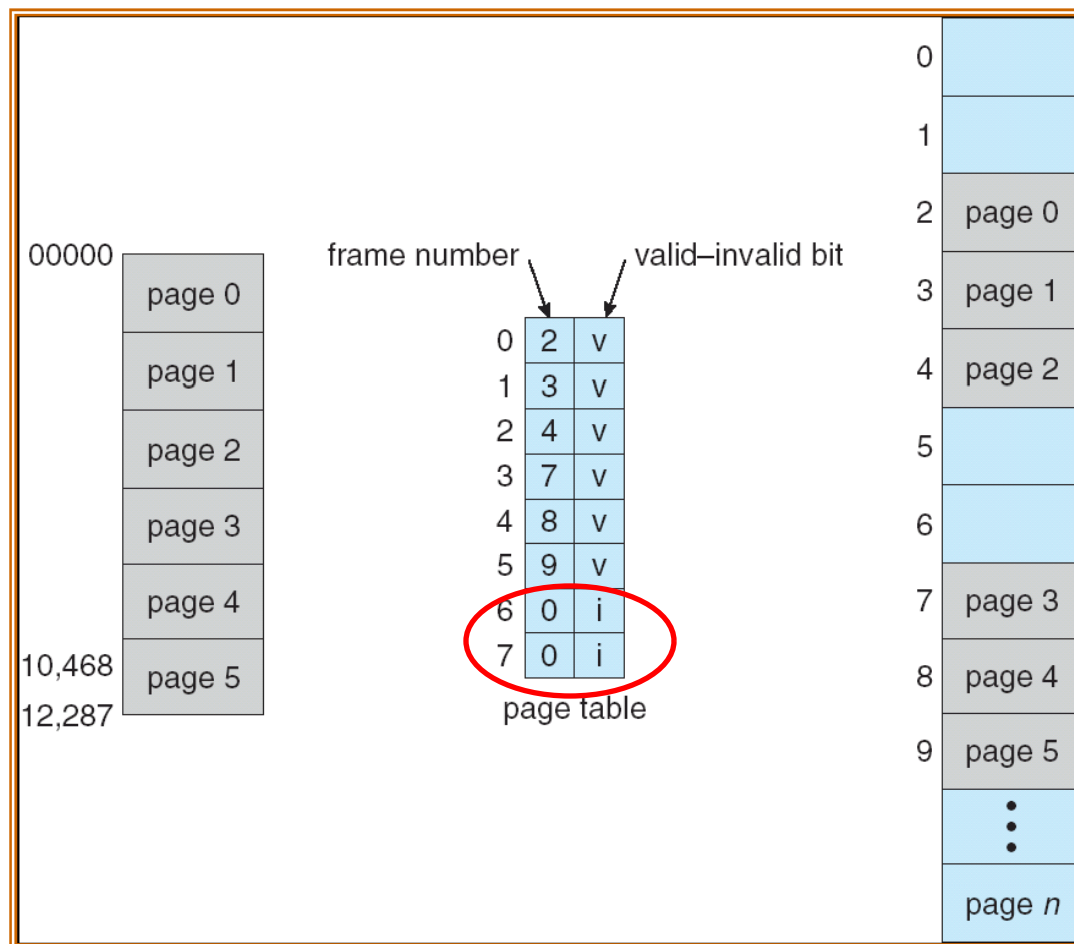 00000
page 0
page 1
page 2
page 3
page 4
10,468
page 5
12,287
frame number
valid–invalid bit
0 2 v
1 3 v
2 4 v
3 7 v
4 8 v
5 9 v
6 0 i
7 0 i
page table
0
1
2 page 0
3 page 1
4 page 2
5
6
7 page 3
8 page 4
9 page 5
page n